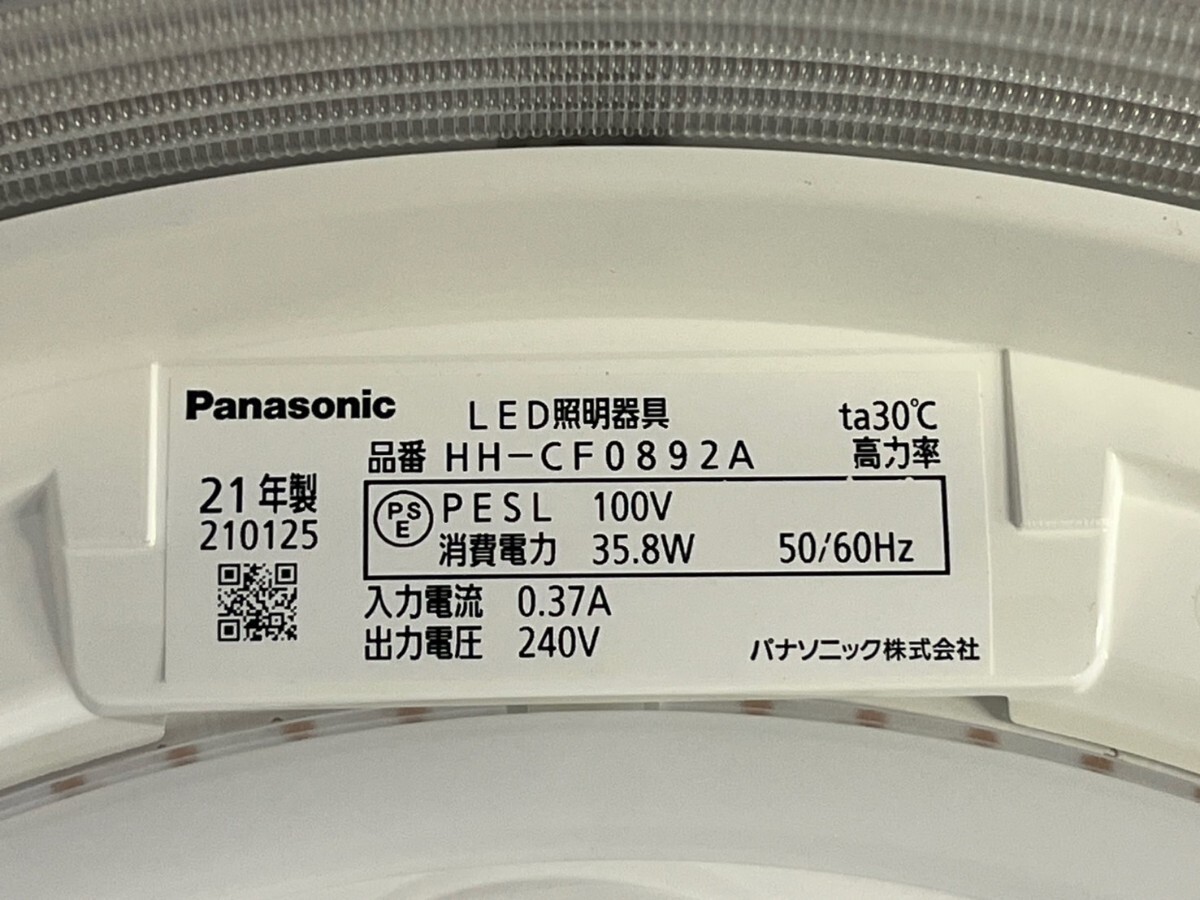 Panasonic LED照明器具 ta30℃
品番 HH-CF0892A 高力率
21年製
210125
PSE PESL 100V
消費電力 35.8W 50/60Hz
入力電流 0.37A
出力電圧 240V
パナソニック株式会社